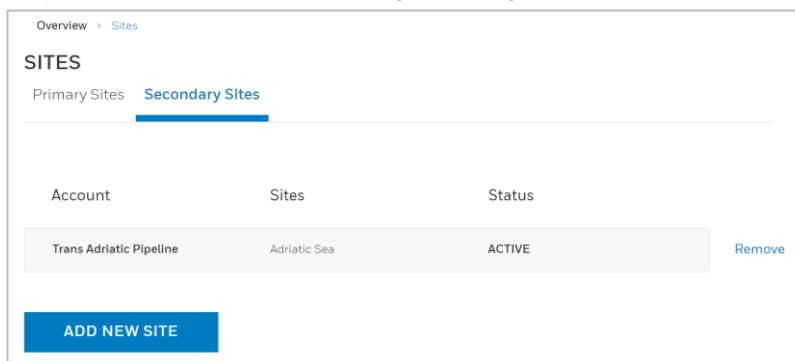 Overview > Sites
SITES
Primary Sites Secondary Sites
Account Sites Status
Trans Adriatic Pipeline Adriatic Sea ACTIVE Remove
ADD NEW SITE